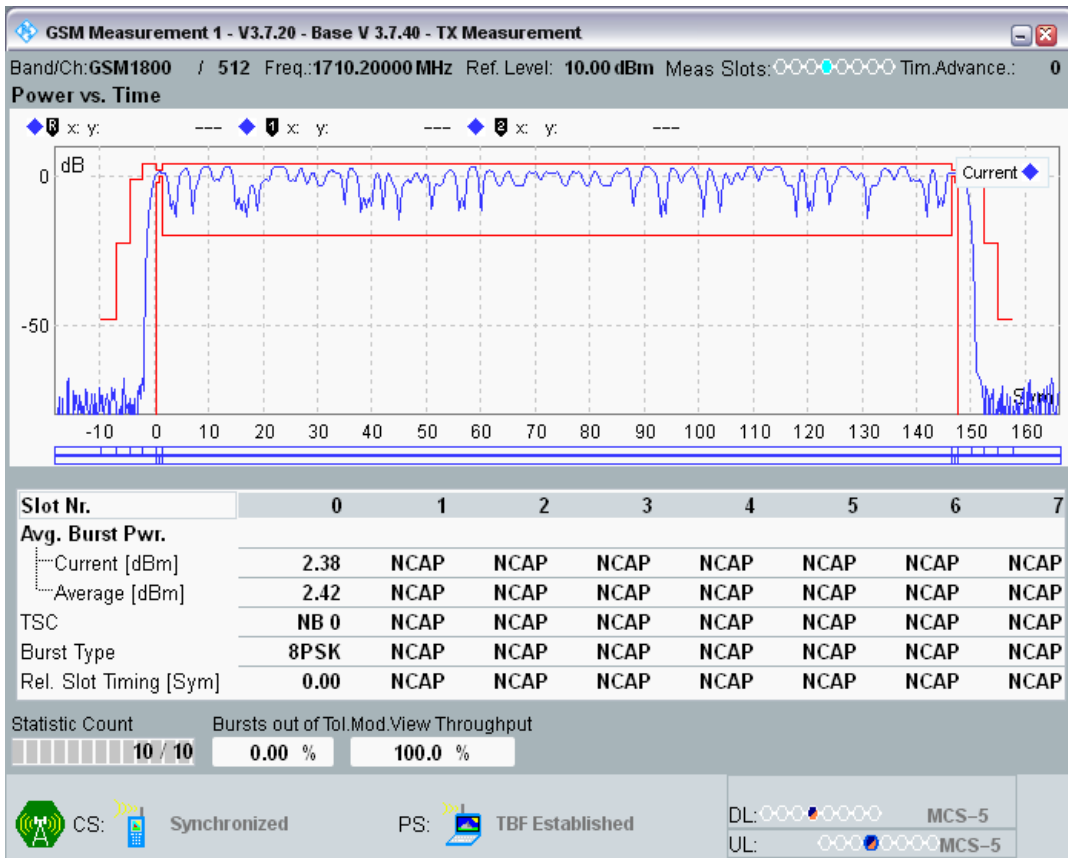 GSM Measurement 1 - V3.7.20 - Base V 3.7.40 - TX Measurement
Band/Ch:GSM1800 / 512 Freq.:1710.20000 MHz Ref. Level: 10.00 dBm Meas Slots: Tim.Advance.: 0
Power vs. Time
R x: y: --- 1 x: y: --- 2 x: y: ---
dB
Current
0
-50
Sym
-10 0 10 20 30 40 50 60 70 80 90 100 110 120 130 140 150 160
Slot Nr. 0 1 2 3 4 5 6 7
Avg. Burst Pwr.
Current [dBm] 2.38 NCAP NCAP NCAP NCAP NCAP NCAP NCAP
Average [dBm] 2.42 NCAP NCAP NCAP NCAP NCAP NCAP NCAP
TSC NB 0 NCAP NCAP NCAP NCAP NCAP NCAP NCAP
Burst Type 8PSK NCAP NCAP NCAP NCAP NCAP NCAP NCAP
Rel. Slot Timing [Sym] 0.00 NCAP NCAP NCAP NCAP NCAP NCAP NCAP
Statistic Count Bursts out of Tol. Mod.View Throughput
10 / 10 0.00 % 100.0 %
CS: Synchronized PS: TBF Established
DL: MCS-5
UL: MCS-5